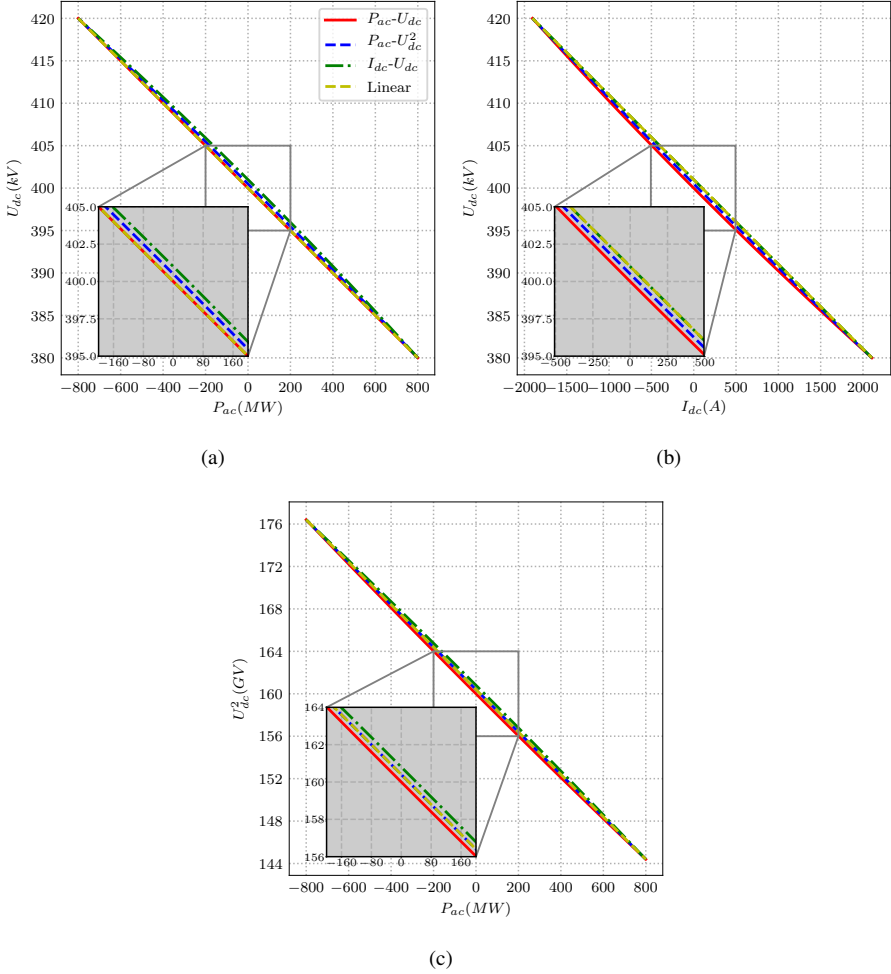 420
415
410
405
400
395
390
385
380
U_dc(kV)
P_ac-U_dc
P_ac-U²_dc
I_dc-U_dc
Linear
405.0
402.5
400.0
397.5
395.0
−160 −80 0 80 160
−800 −600 −400 −200 0 200 400 600 800
P_ac(MW)
(a)
420
415
410
405
400
395
390
385
380
U_dc(kV)
405.0
402.5
400.0
397.5
395.0
−500 −250 0 250 500
−2000 −1500 −1000 −500 0 500 1000 1500 2000
I_dc(A)
(b)
176
172
168
164
160
156
152
148
144
U²_dc(GV)
164
162
160
158
156
−160 −80 0 80 160
−800 −600 −400 −200 0 200 400 600 800
P_ac(MW)
(c)